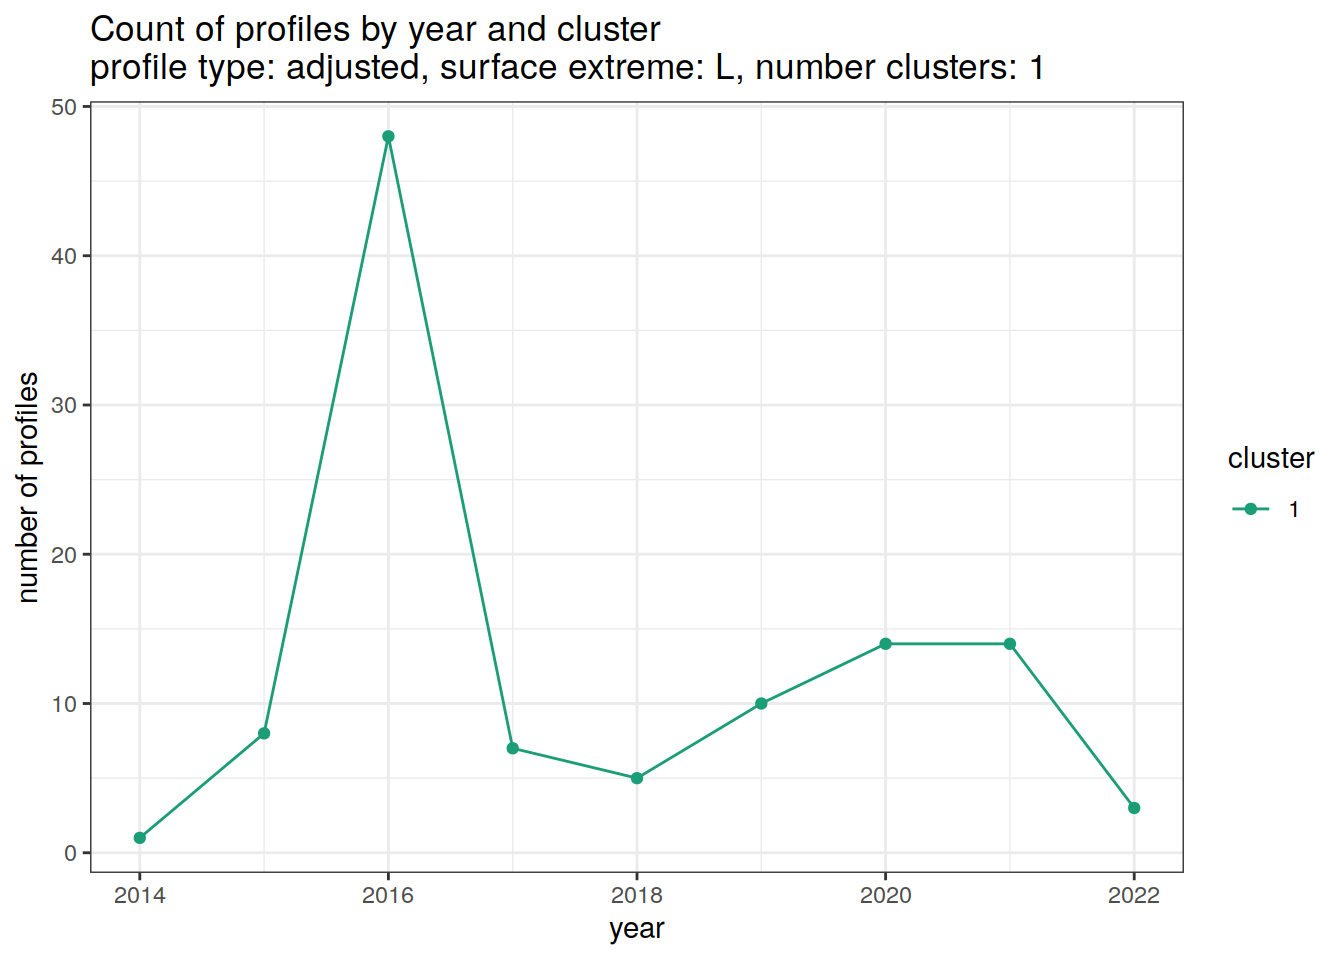 Count of profiles by year and cluster
profile type: adjusted, surface extreme: L, number clusters: 1
50
40
30
20
10
0
number of profiles
2014 2016 2018 2020 2022
year
cluster
1